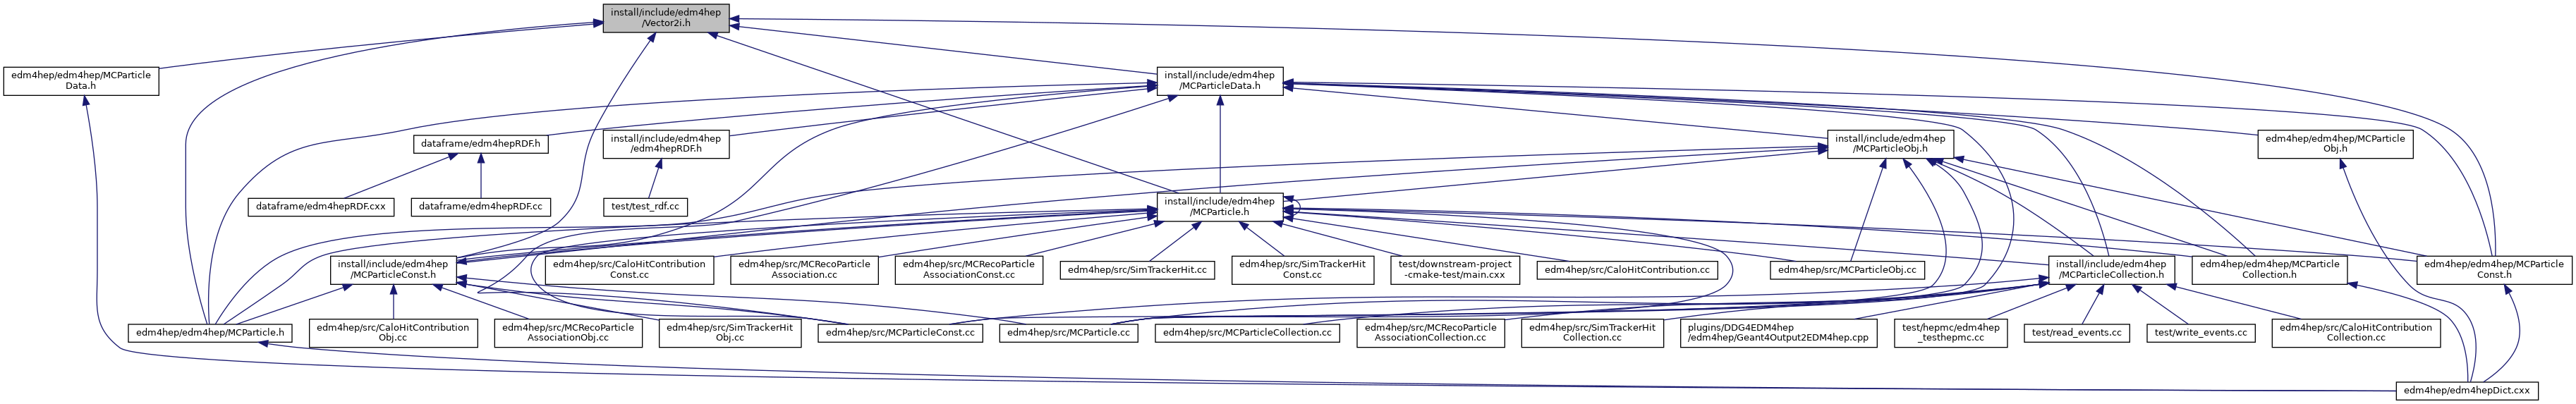 install/include/edm4hep
/Vector2i.h
edm4hep/edm4hep/MCParticle
Data.h
install/include/edm4hep
/MCParticleData.h
dataframe/edm4hepRDF.h
install/include/edm4hep
/edm4hepRDF.h
install/include/edm4hep
/MCParticleObj.h
edm4hep/edm4hep/MCParticle
Obj.h
dataframe/edm4hepRDF.cxx
dataframe/edm4hepRDF.cc
test/test_rdf.cc
install/include/edm4hep
/MCParticle.h
install/include/edm4hep
/MCParticleConst.h
edm4hep/src/CaloHitContribution
Const.cc
edm4hep/src/MCRecoParticle
Association.cc
edm4hep/src/MCRecoParticle
AssociationConst.cc
edm4hep/src/SimTrackerHit.cc
edm4hep/src/SimTrackerHit
Const.cc
test/downstream-project
-cmake-test/main.cxx
edm4hep/src/CaloHitContribution.cc
edm4hep/src/MCParticleObj.cc
install/include/edm4hep
/MCParticleCollection.h
edm4hep/edm4hep/MCParticle
Collection.h
edm4hep/edm4hep/MCParticle
Const.h
edm4hep/edm4hep/MCParticle.h
edm4hep/src/CaloHitContribution
Obj.cc
edm4hep/src/MCRecoParticle
AssociationObj.cc
edm4hep/src/SimTrackerHit
Obj.cc
edm4hep/src/MCParticleConst.cc
edm4hep/src/MCParticle.cc
edm4hep/src/MCParticleCollection.cc
edm4hep/src/MCRecoParticle
AssociationCollection.cc
edm4hep/src/SimTrackerHit
Collection.cc
plugins/DDG4EDM4hep
/edm4hep/Geant4Output2EDM4hep.cpp
test/hepmc/edm4hep
_testhepmc.cc
test/read_events.cc
test/write_events.cc
edm4hep/src/CaloHitContribution
Collection.cc
edm4hep/edm4hepDict.cxx